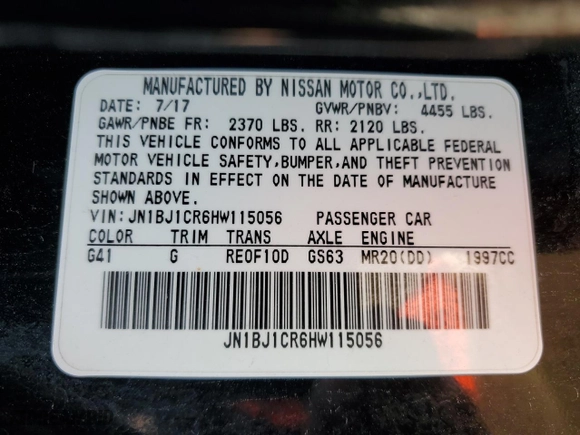 MANUFACTURED BY NISSAN MOTOR CO.,LTD.
DATE: 7/17 GVWR/PNBV: 4455 LBS.
GAWR/PNBE FR: 2370 LBS. RR: 2120 LBS.
THIS VEHICLE CONFORMS TO ALL APPLICABLE FEDERAL
MOTOR VEHICLE SAFETY,BUMPER,AND THEFT PREVENTION
STANDARDS IN EFFECT ON THE DATE OF MANUFACTURE
SHOWN ABOVE.
VIN:JN1BJ1CR6HW115056 PASSENGER CAR
COLOR TRIM TRANS AXLE ENGINE
G41 G RE0F10D GS63 MR20(DD) 1997CC
JN1BJ1CR6HW115056